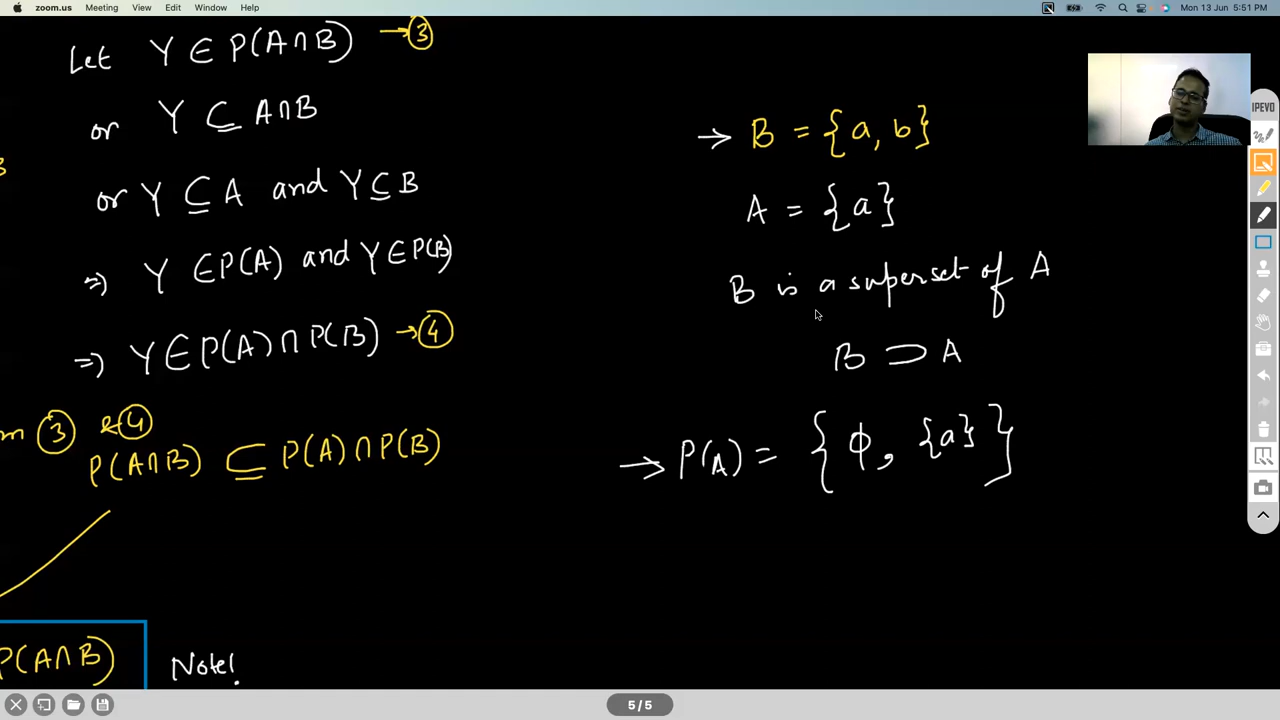 zoom.us Meeting View Edit Window Help Mon 13 Jun 5:51 PM
Let Y ∈ P(A∩B) → ③
or Y ⊆ A∩B
or Y ⊆ A and Y ⊆ B
⇒) Y ∈ P(A) and Y ∈ P(B)
⇒) Y ∈ P(A) ∩ P(B) → ④
③ & ④
P(A∩B) ⊆ P(A) ∩ P(B)
P(A∩B)
Note!
→ B = {a, b}
A = {a}
B is a superset of A
B ⊃ A
→ P(A) = {ϕ, {a}}
IPEVO
5/5